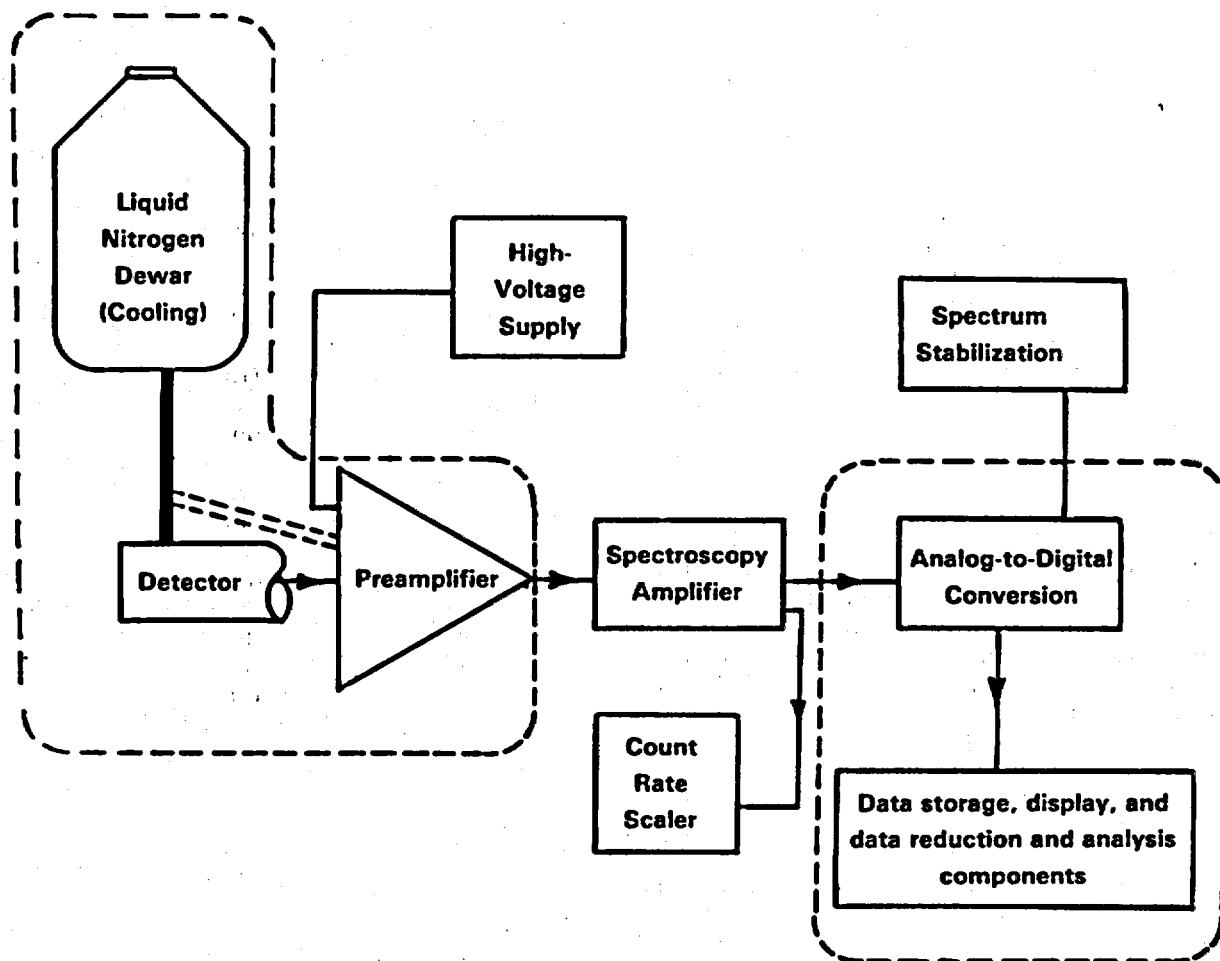 Liquid
Nitrogen
Dewar
(Cooling)
High-
Voltage
Supply
Spectrum
Stabilization
Detector
Preamplifier
Spectroscopy
Amplifier
Analog-to-Digital
Conversion
Count
Rate
Scaler
Data storage, display, and
data reduction and analysis
components